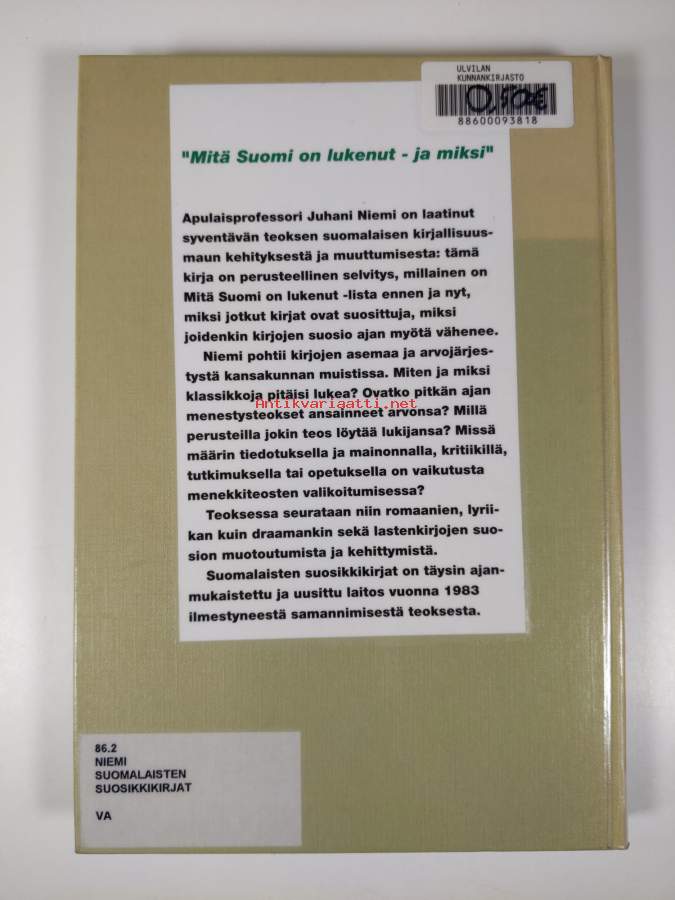 ULVILAN
KUNNANKIRJASTO
0,50€
88600093818
"Mitä Suomi on lukenut - ja miksi"
Apulaisprofessori Juhani Niemi on laatinut
syventävän teoksen suomalaisen kirjallisuus-
maun kehityksestä ja muuttumisesta: tämä
kirja on perusteellinen selvitys, millainen on
Mitä Suomi on lukenut -lista ennen ja nyt,
miksi jotkut kirjat ovat suosittuja, miksi
joidenkin kirjojen suosio ajan myötä vähenee.
Niemi pohtii kirjojen asemaa ja arvojärjes-
tystä kansakunnan muistissa. Miten ja miksi
klassikkoja pitäisi lukea? Ovatko pitkän ajan
Antikvariaatti.net
menestysteokset ansainneet arvonsa? Millä
perusteilla jokin teos löytää lukijansa? Missä
määrin tiedotuksella ja mainonnalla, kritiikillä,
tutkimuksella tai opetuksella on vaikutusta
menekkiteosten valikoitumisessa?
Teoksessa seurataan niin romaanien, lyrii-
kan kuin draamankin sekä lastenkirjojen suo-
sion muotoutumista ja kehittymistä.
Suomalaisten suosikkikirjat on täysin ajan-
mukaistettu ja uusittu laitos vuonna 1983
ilmestyneestä samannimisestä teoksesta.
86.2
NIEMI
SUOMALAISTEN
SUOSIKKIKIRJAT
VA